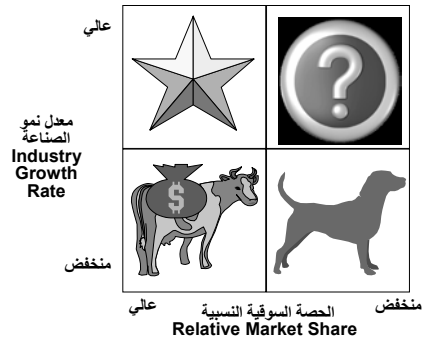 عالي
?
معدل نمو
الصناعة
Industry
Growth
Rate
$
منخفض
عالي
الحصة السوقية النسبية
منخفض
Relative Market Share